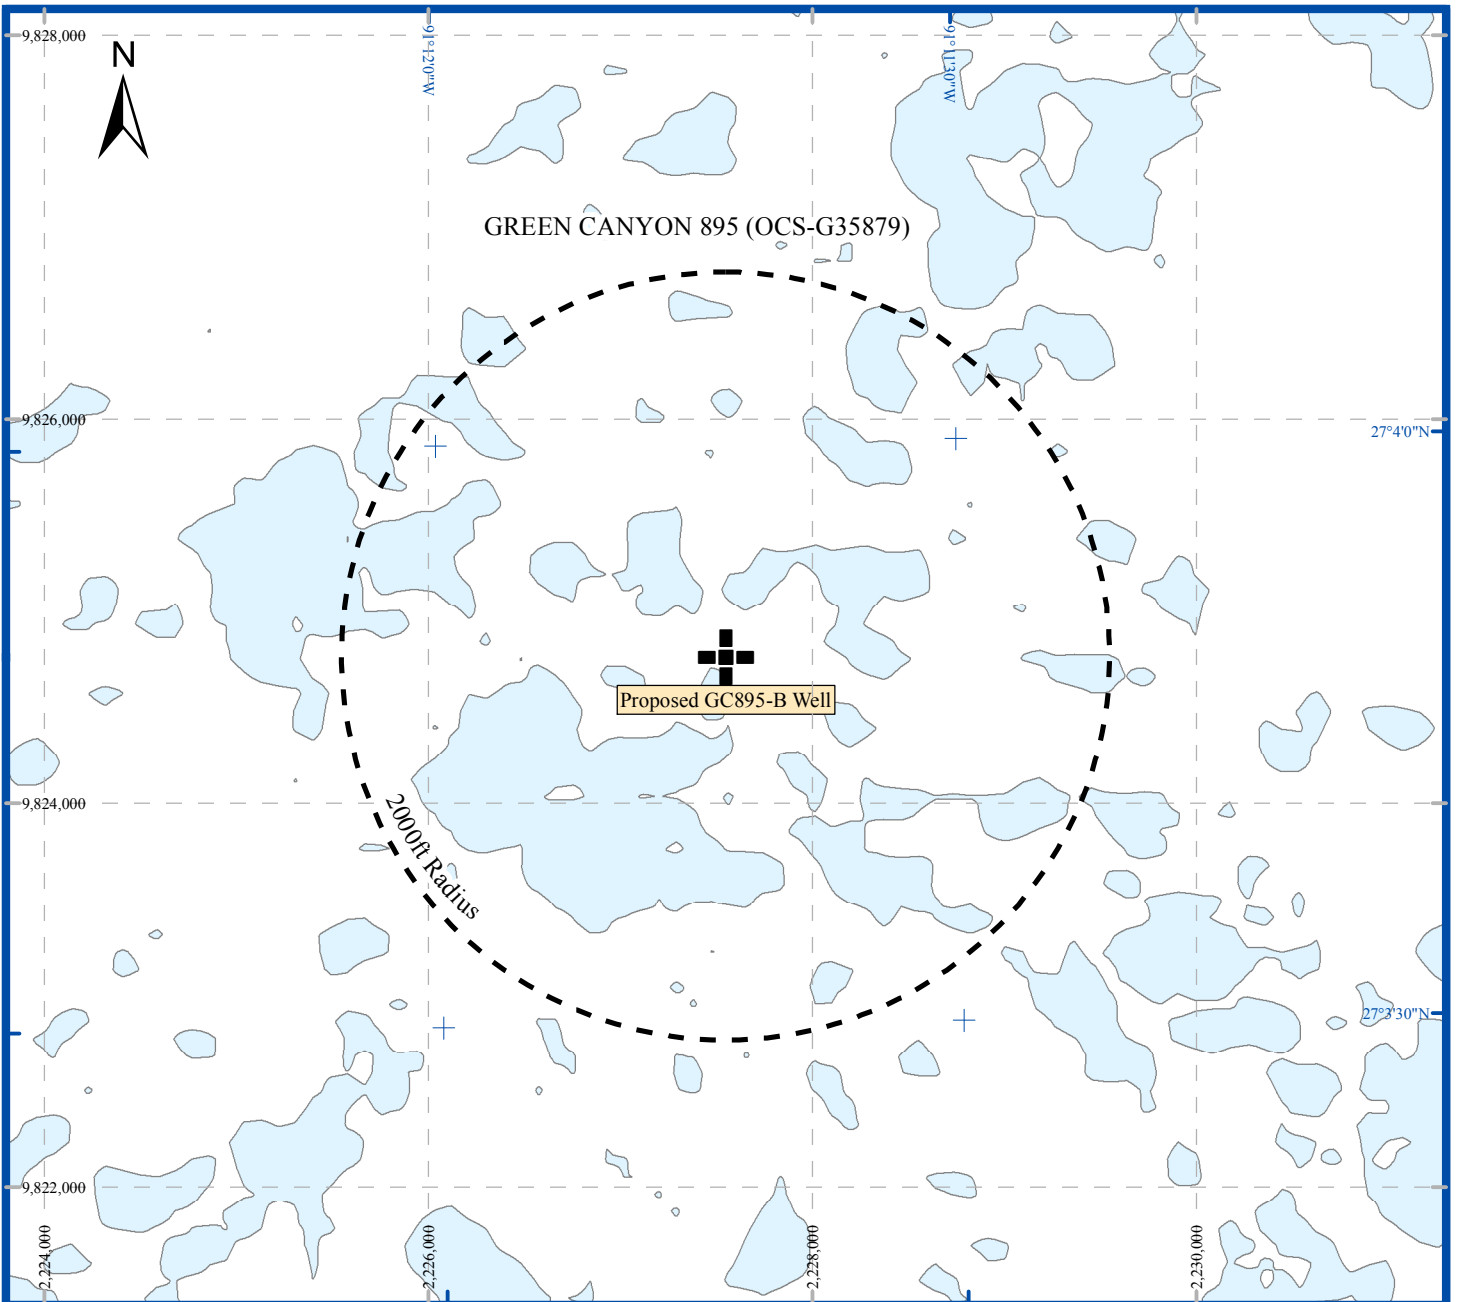 9,828,000
91°12'0"W
91°11'30"W
N
GREEN CANYON 895 (OCS-G35879)
9,826,000
27°4'0"N
Proposed GC895-B Well
9,824,000
2000ft Radius
27°3'30"N
9,822,000
2,224,000
2,226,000
2,228,000
2,230,000